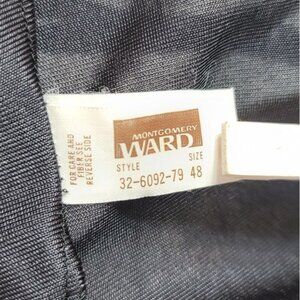 MONTGOMERY
WARD
STYLE SIZE
32-6092-79 48
FOR CARE AND
FIBER SEE
REVERSE SIDE